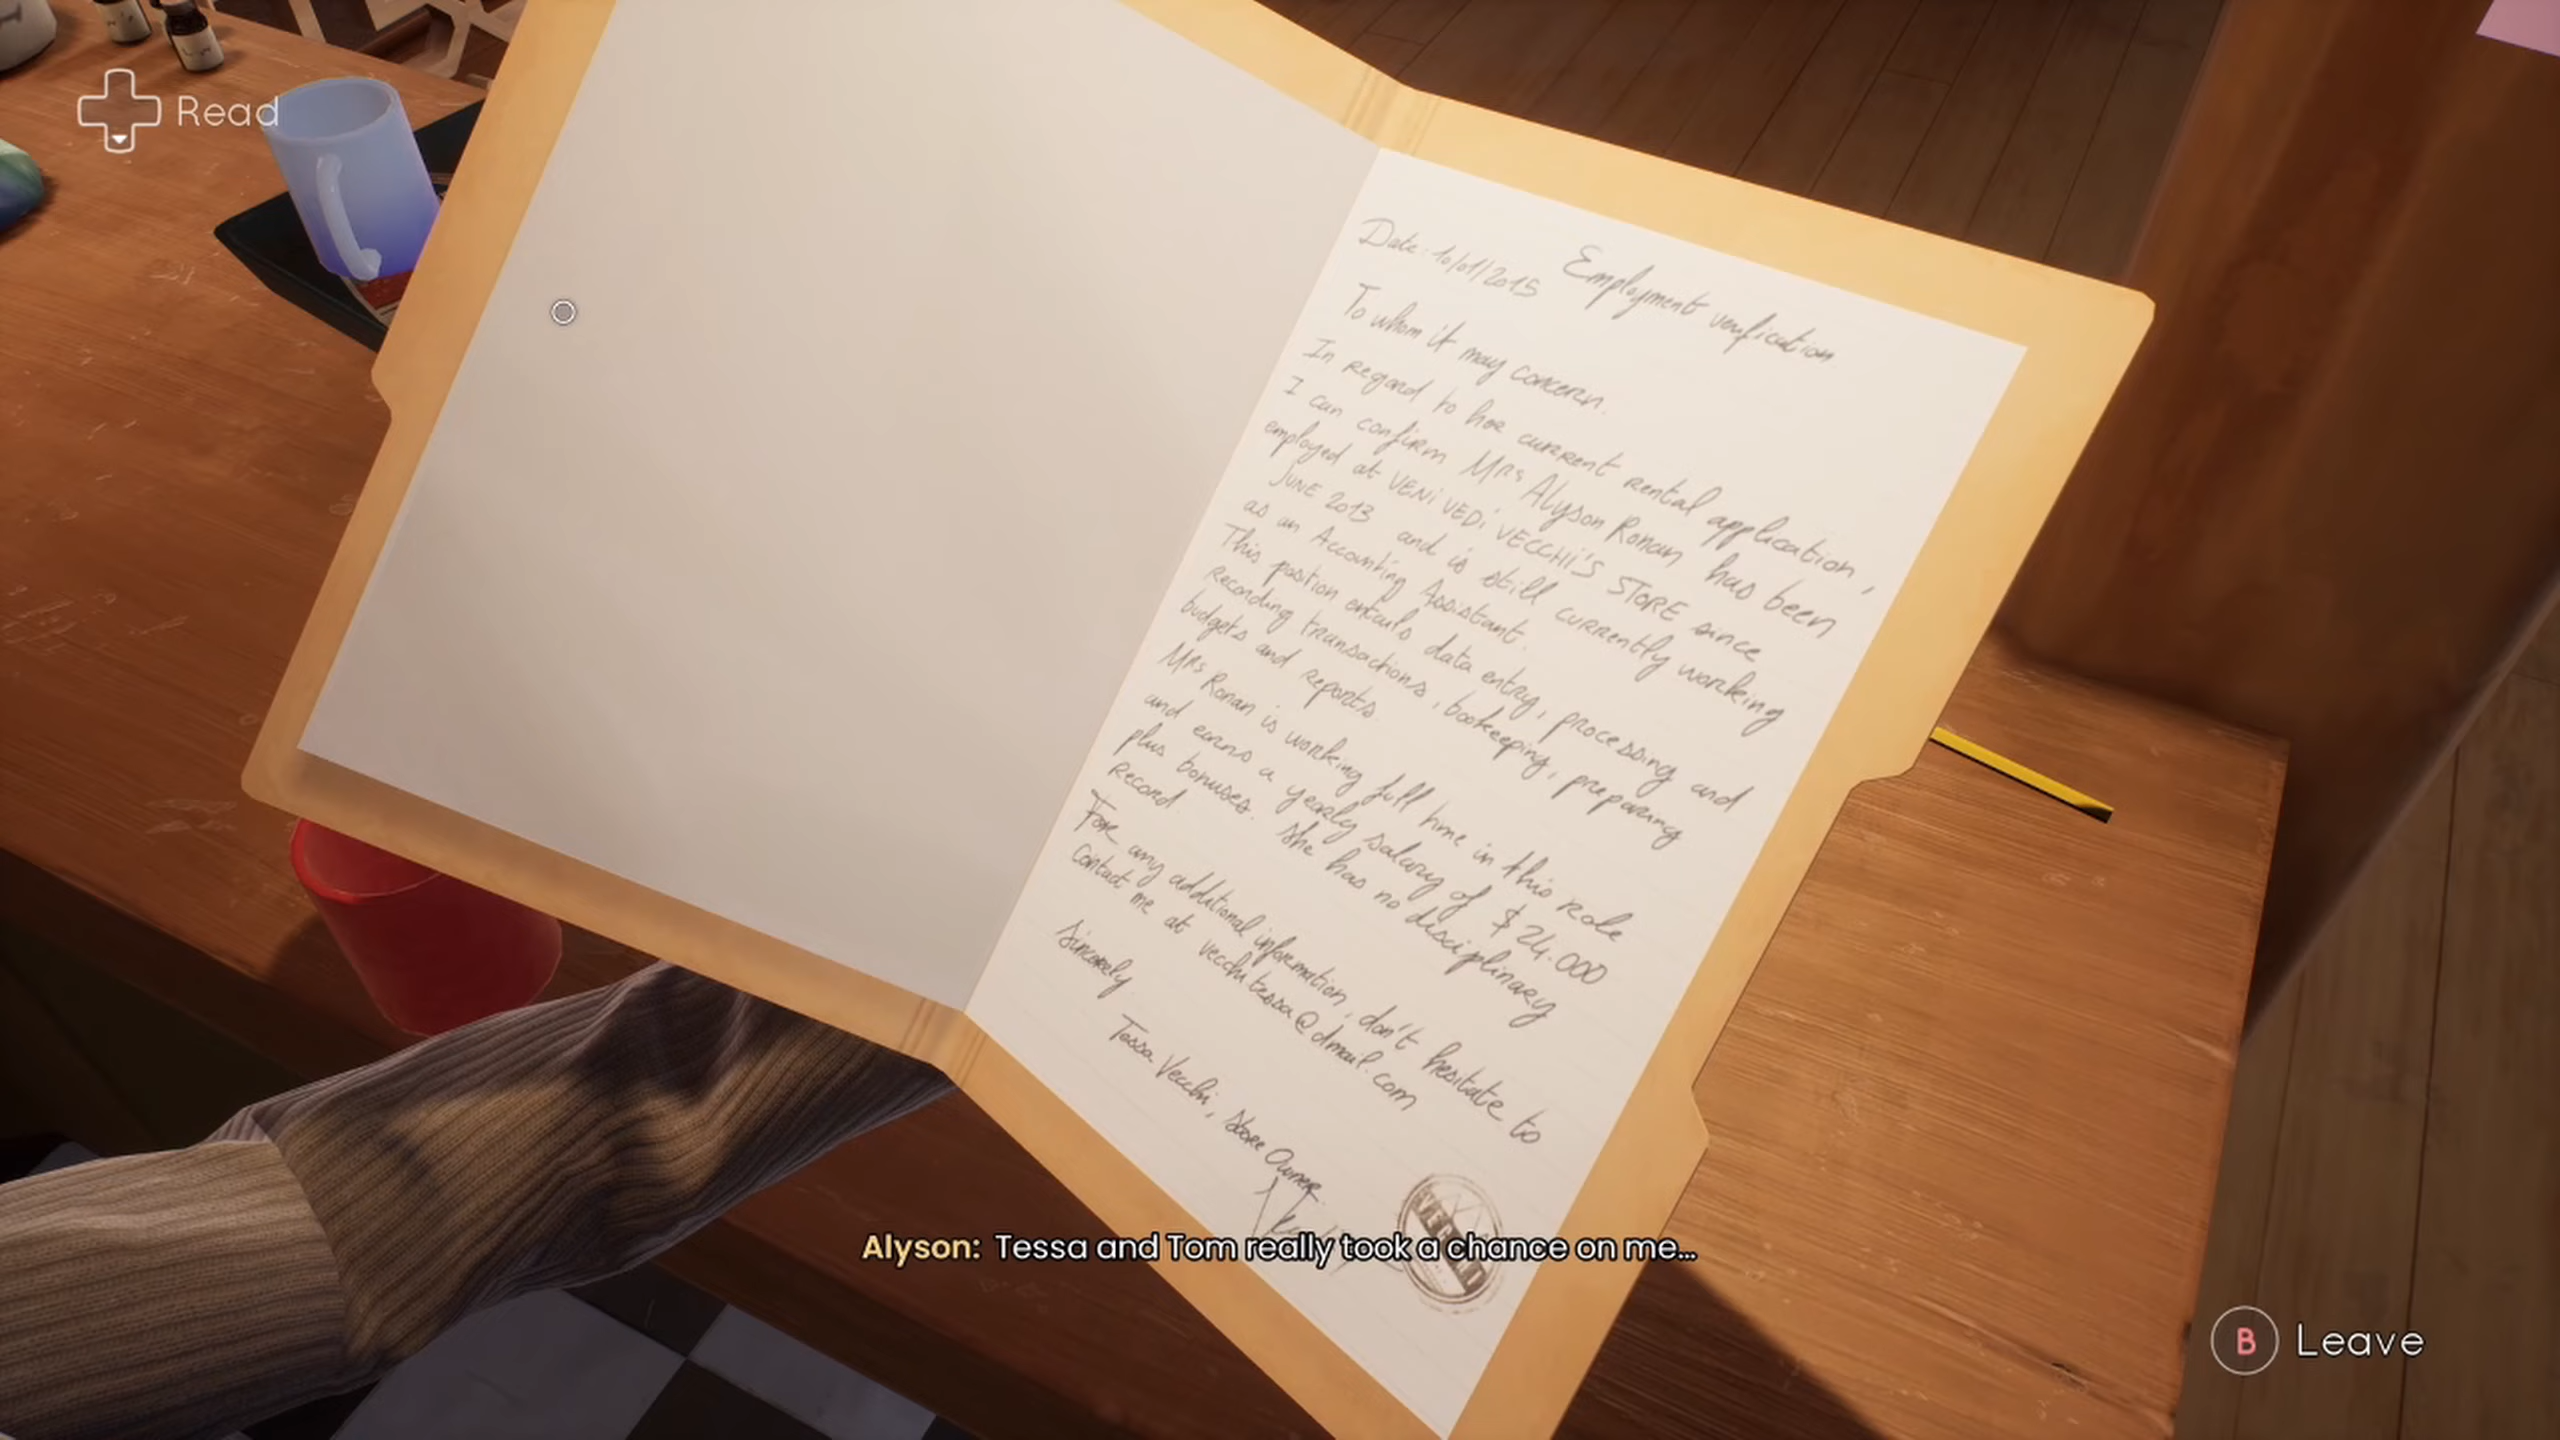 Read
Date: 10/01/2015
Employment verification
To whom it may concern.
In regard to her current rental application,
I can confirm Mrs Alyson Ronan has been
employed at VENI VEDI VECCHI'S STORE since
JUNE 2013 and is still currently working
as an Accounting Assistant.
This position entails data entry, processing and
recording transactions, bookkeeping, preparing
budgets and reports.
Mrs Ronan is working full time in this role
and earns a yearly salary of $24.000
plus bonuses. She has no disciplinary
record.
For any additional information, don't hesitate to
contact me at vecchitessa@dmail.com
Sincerely
Tessa Vecchi, Store Owner
Alyson: Tessa and Tom really took a chance on me...
B Leave